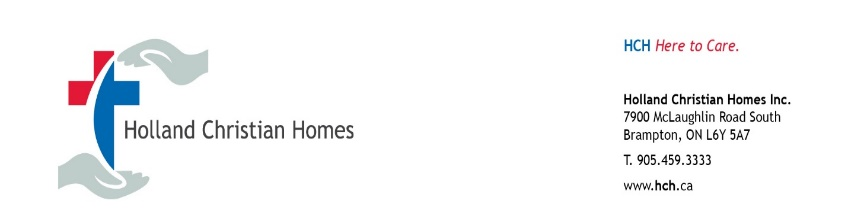 Holland Christian Homes
HCH Here to Care.
Holland Christian Homes Inc.
7900 McLaughlin Road South
Brampton, ON L6Y 5A7
T. 905.459.3333
www.hch.ca